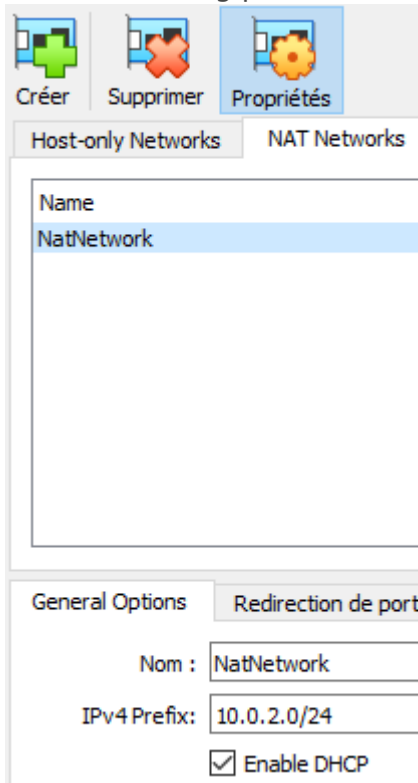 Créer Supprimer Propriétés
Host-only Networks NAT Networks
Name
NatNetwork
General Options Redirection de port
Nom : NatNetwork
IPv4 Prefix: 10.0.2.0/24
Enable DHCP